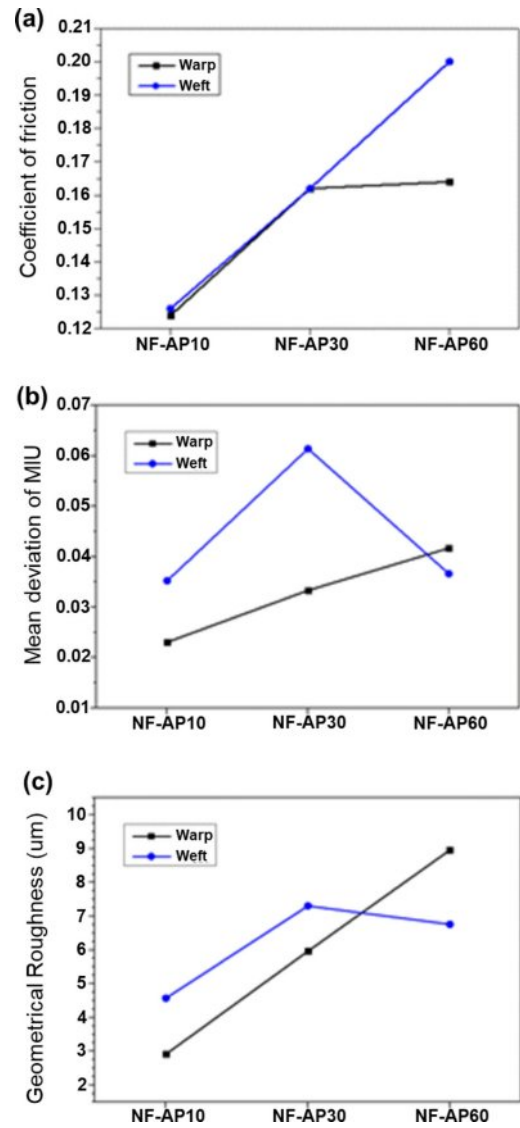 (a)
Coefficient of friction
0.21
0.20
0.19
0.18
0.17
0.16
0.15
0.14
0.13
0.12
Warp
Weft
NF-AP10 NF-AP30 NF-AP60
(b)
Mean deviation of MIU
0.07
0.06
0.05
0.04
0.03
0.02
0.01
Warp
Weft
NF-AP10 NF-AP30 NF-AP60
(c)
Geometrical Roughness (um)
10
9
8
7
6
5
4
3
2
Warp
Weft
NF-AP10 NF-AP30 NF-AP60